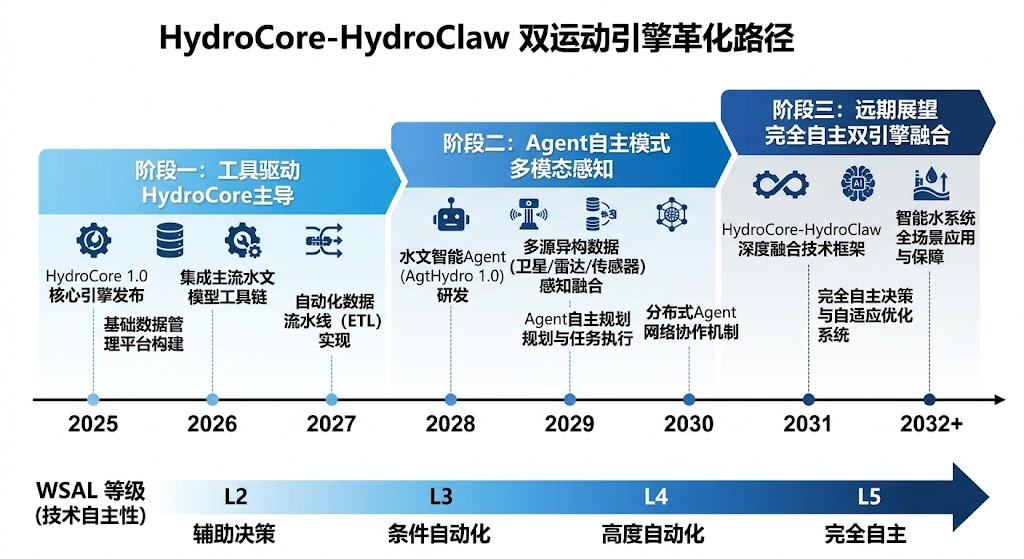 HydroCore-HydroClaw 双运动引擎革化路径
阶段一：工具驱动
HydroCore主导
阶段二：Agent自主模式
多模态感知
阶段三：远期展望
完全自主双引擎融合
AI
HydroCore 1.0
核心引擎发布
基础数据管
理平台构建
集成主流水文
模型工具链
自动化数据
流水线（ETL）
实现
水文智能Agent
(AgtHydro 1.0)
研发
多源异构数据
(卫星/雷达/传感器)
感知融合
Agent自主规划
规划与任务执行
分布式Agent
网络协作机制
HydroCore-HydroClaw
深度融合技术框架
完全自主决策
与自适应优化
系统
智能水系统
全场景应用
与保障
2025
2026
2027
2028
2029
2030
2031
2032+
WSAL 等级
(技术自主性)
L2
L3
L4
L5
辅助决策
条件自动化
高度自动化
完全自主